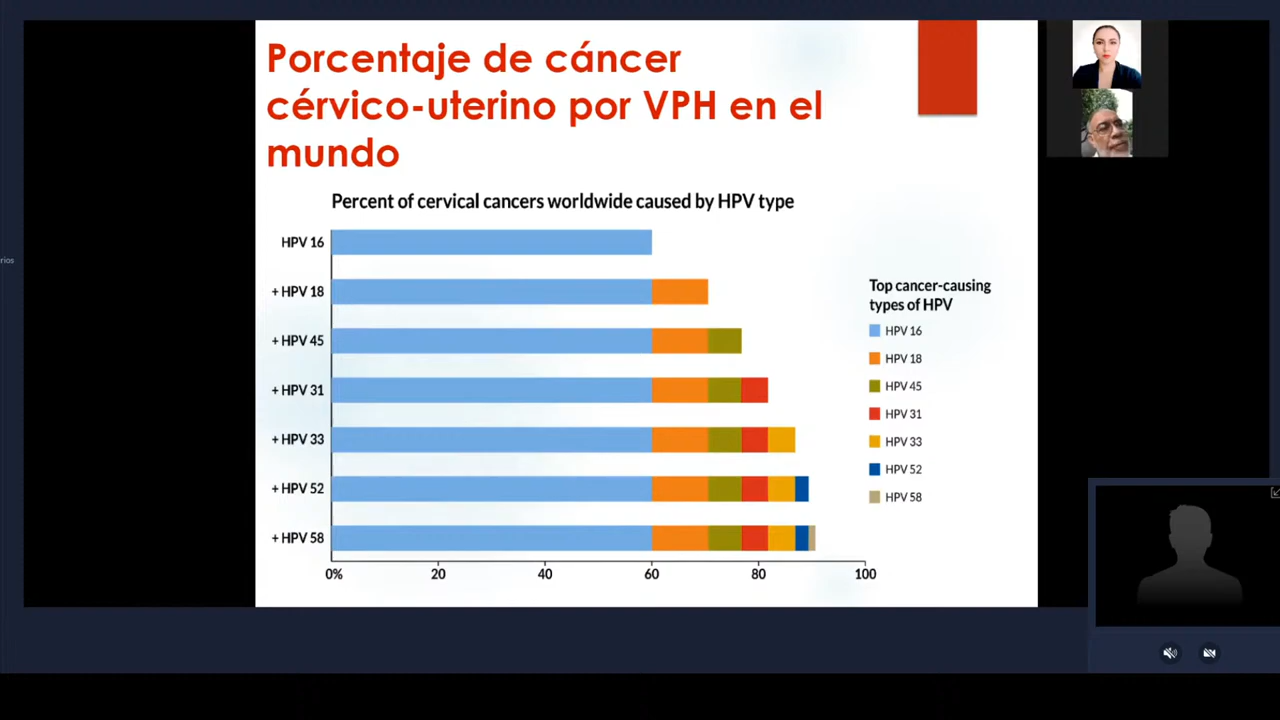 Porcentaje de cáncer
cérvico-uterino por VPH en el
mundo
Percent of cervical cancers worldwide caused by HPV type
HPV 16
+ HPV 18
+ HPV 45
+ HPV 31
+ HPV 33
+ HPV 52
+ HPV 58
0% 20 40 60 80 100
Top cancer-causing
types of HPV
HPV 16
HPV 18
HPV 45
HPV 31
HPV 33
HPV 52
HPV 58
rios